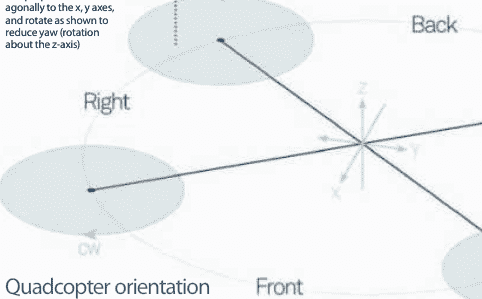 agonally to the x, y axes,
and rotate as shown to
reduce yaw (rotation
about the z-axis)
Back
Right
Z
Y
X
CW
Quadcopter orientation
Front